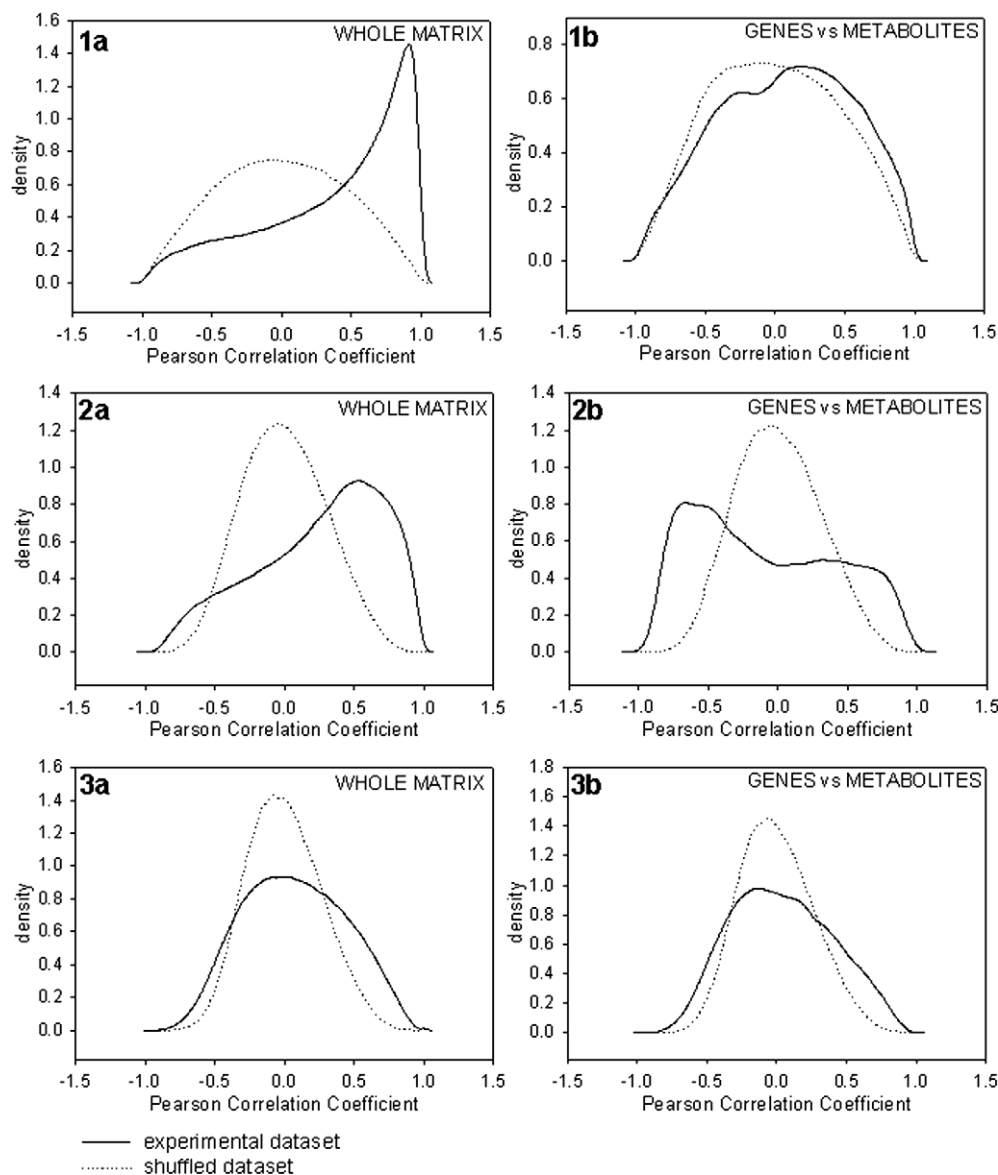 1a
WHOLE MATRIX
1.6
1.4
1.2
1.0
0.8
0.6
0.4
0.2
0.0
density
-1.5 -1.0 -0.5 0.0 0.5 1.0 1.5
Pearson Correlation Coefficient
1b
GENES vs METABOLITES
0.8
0.6
0.4
0.2
0.0
density
-1.5 -1.0 -0.5 0.0 0.5 1.0 1.5
Pearson Correlation Coefficient
2a
WHOLE MATRIX
1.4
1.2
1.0
0.8
0.6
0.4
0.2
0.0
density
-1.5 -1.0 -0.5 0.0 0.5 1.0 1.5
Pearson Correlation Coefficient
2b
GENES vs METABOLITES
1.4
1.2
1.0
0.8
0.6
0.4
0.2
0.0
density
-1.5 -1.0 -0.5 0.0 0.5 1.0 1.5
Pearson Correlation Coefficient
3a
WHOLE MATRIX
1.6
1.4
1.2
1.0
0.8
0.6
0.4
0.2
0.0
density
-1.5 -1.0 -0.5 0.0 0.5 1.0 1.5
Pearson Correlation Coefficient
3b
GENES vs METABOLITES
1.8
1.6
1.4
1.2
1.0
0.8
0.6
0.4
0.2
0.0
density
-1.5 -1.0 -0.5 0.0 0.5 1.0 1.5
Pearson Correlation Coefficient
experimental dataset
shuffled dataset